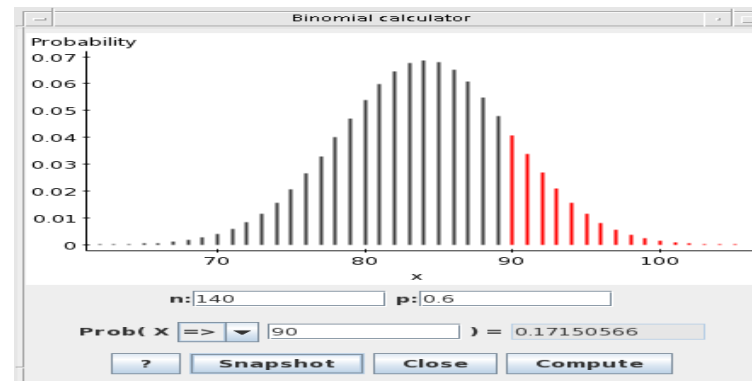 Binomial calculator
Probability
0.07
0.06
0.05
0.04
0.03
0.02
0.01
0
70 80 90 100
x
n: 140 p: 0.6
Prob( X => 90 ) = 0.17150566
? Snapshot Close Compute